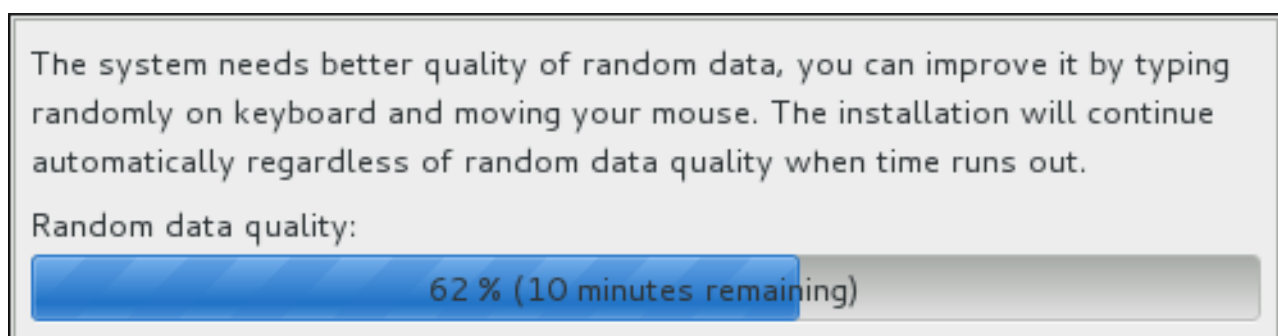 The system needs better quality of random data, you can improve it by typing
randomly on keyboard and moving your mouse. The installation will continue
automatically regardless of random data quality when time runs out.
Random data quality:
62 % (10 minutes remaining)